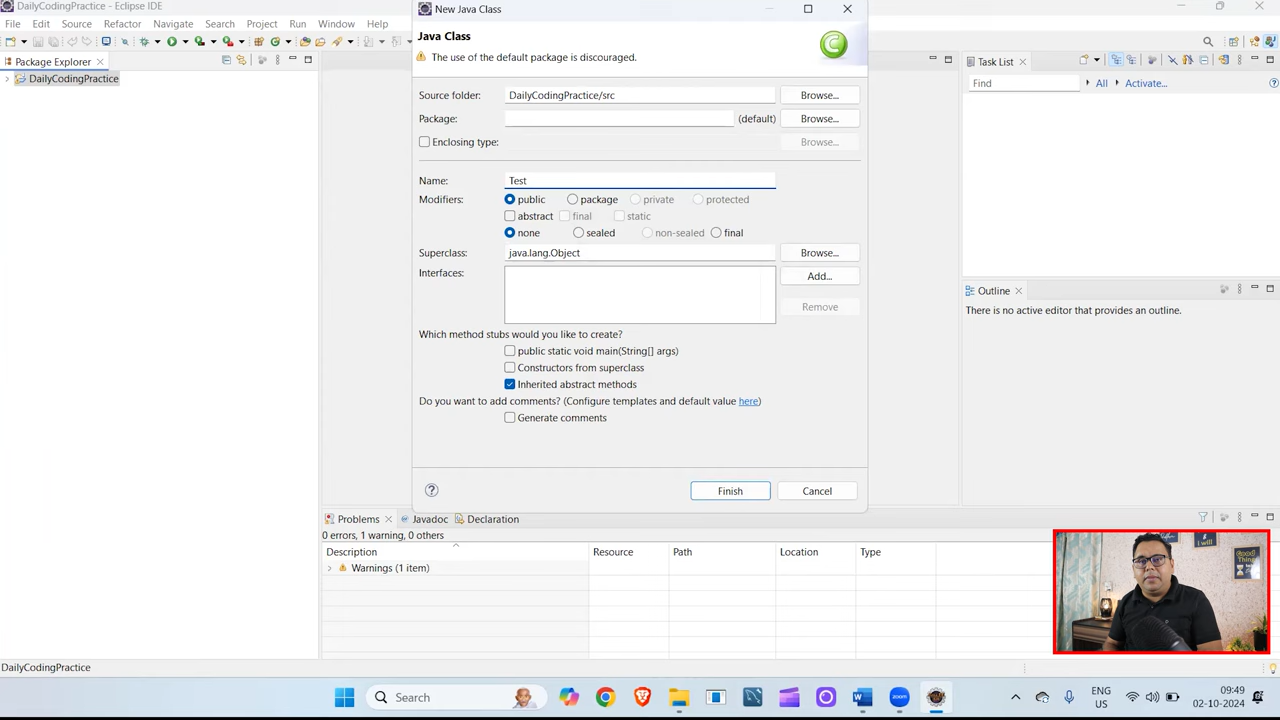 DailyCodingPractice - Eclipse IDE
File Edit Source Refactor Navigate Search Project Run Window Help
Package Explorer
DailyCodingPractice
New Java Class
Java Class
The use of the default package is discouraged.
Source folder: DailyCodingPractice/src Browse...
Package: (default) Browse...
Enclosing type: Browse...
Name: Test
Modifiers: public package private protected
abstract final static
none sealed non-sealed final
Superclass: java.lang.Object Browse...
Interfaces: Add...
Remove
Which method stubs would you like to create?
public static void main(String[] args)
Constructors from superclass
Inherited abstract methods
Do you want to add comments? (Configure templates and default value here)
Generate comments
Finish Cancel
Task List
Find All Activate...
Outline
There is no active editor that provides an outline.
Problems Javadoc Declaration
0 errors, 1 warning, 0 others
Description Resource Path Location Type
Warnings (1 item)
I will
Good
DailyCodingPractice
Search
zoom
ENG
US
09:49
02-10-2024